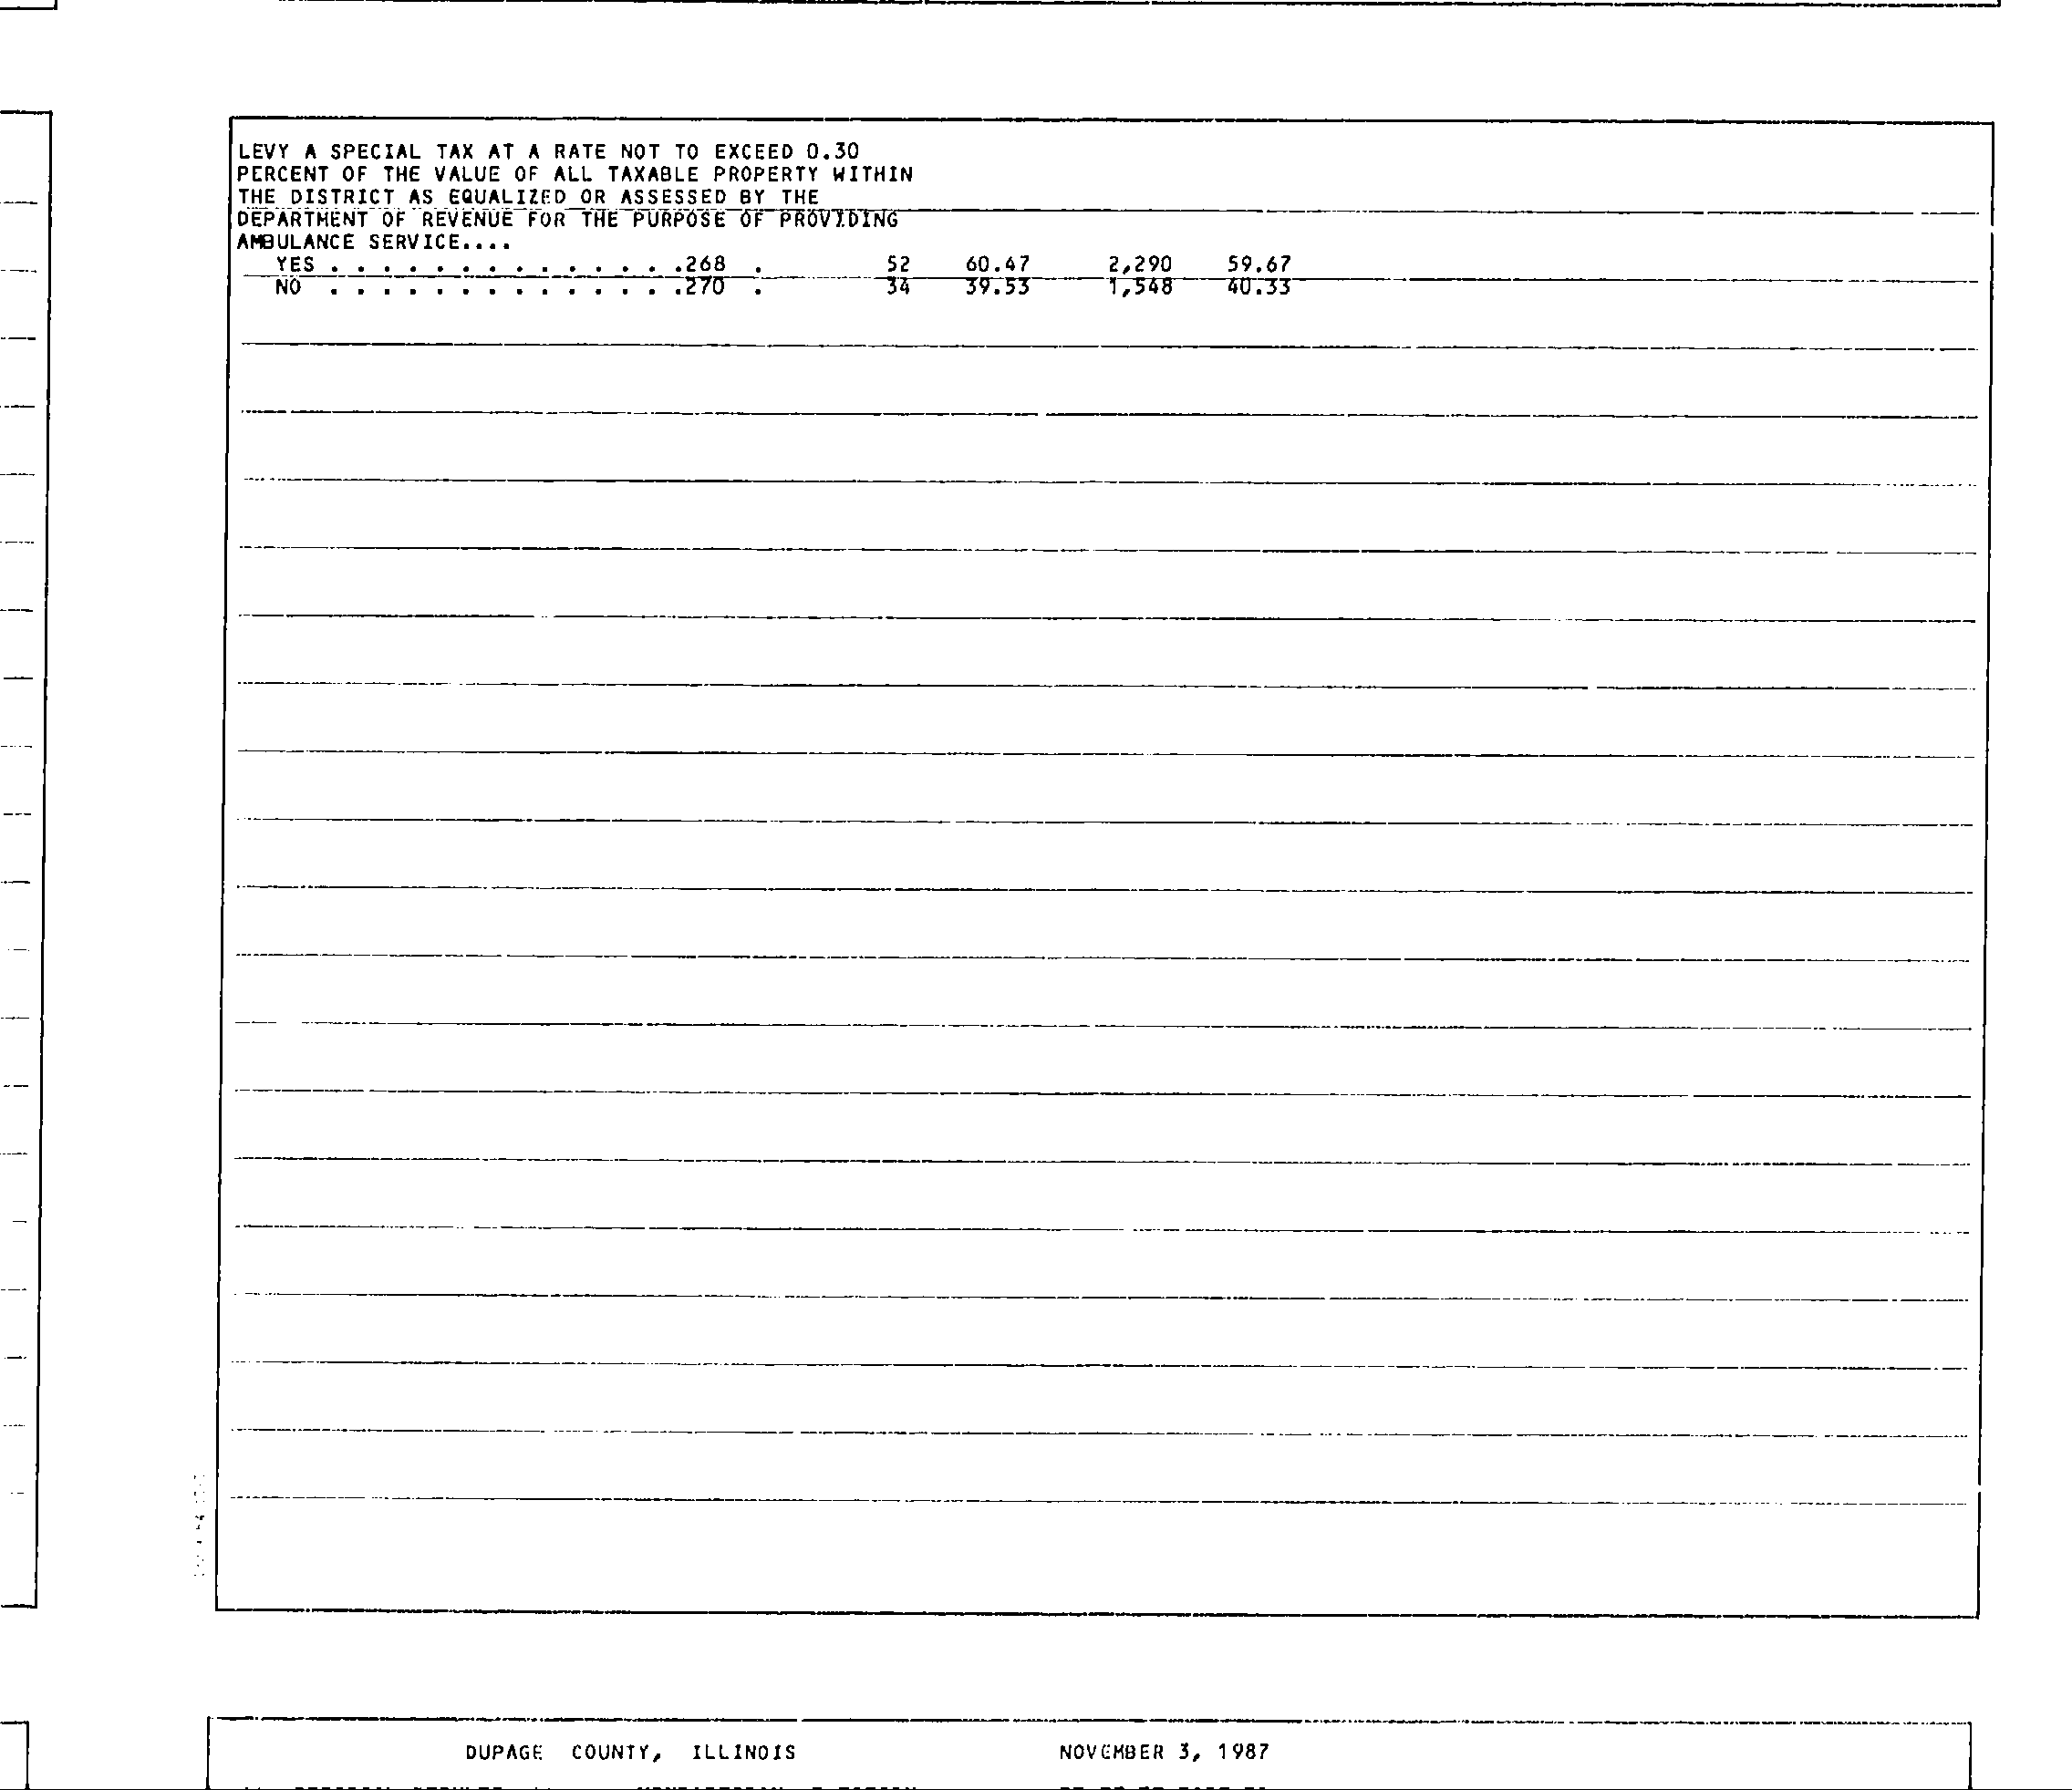 LEVY A SPECIAL TAX AT A RATE NOT TO EXCEED 0.30
PERCENT OF THE VALUE OF ALL TAXABLE PROPERTY WITHIN
THE DISTRICT AS EQUALIZED OR ASSESSED BY THE
DEPARTMENT OF REVENUE FOR THE PURPOSE OF PROVIDING
AMBULANCE SERVICE....
YES . . . . . . . . . . . . . .268 . 52 60.47 2,290 59.67
NO . . . . . . . . . . . . . .270 . 34 39.53 1,548 40.33
DUPAGE COUNTY, ILLINOIS NOVEMBER 3, 1987